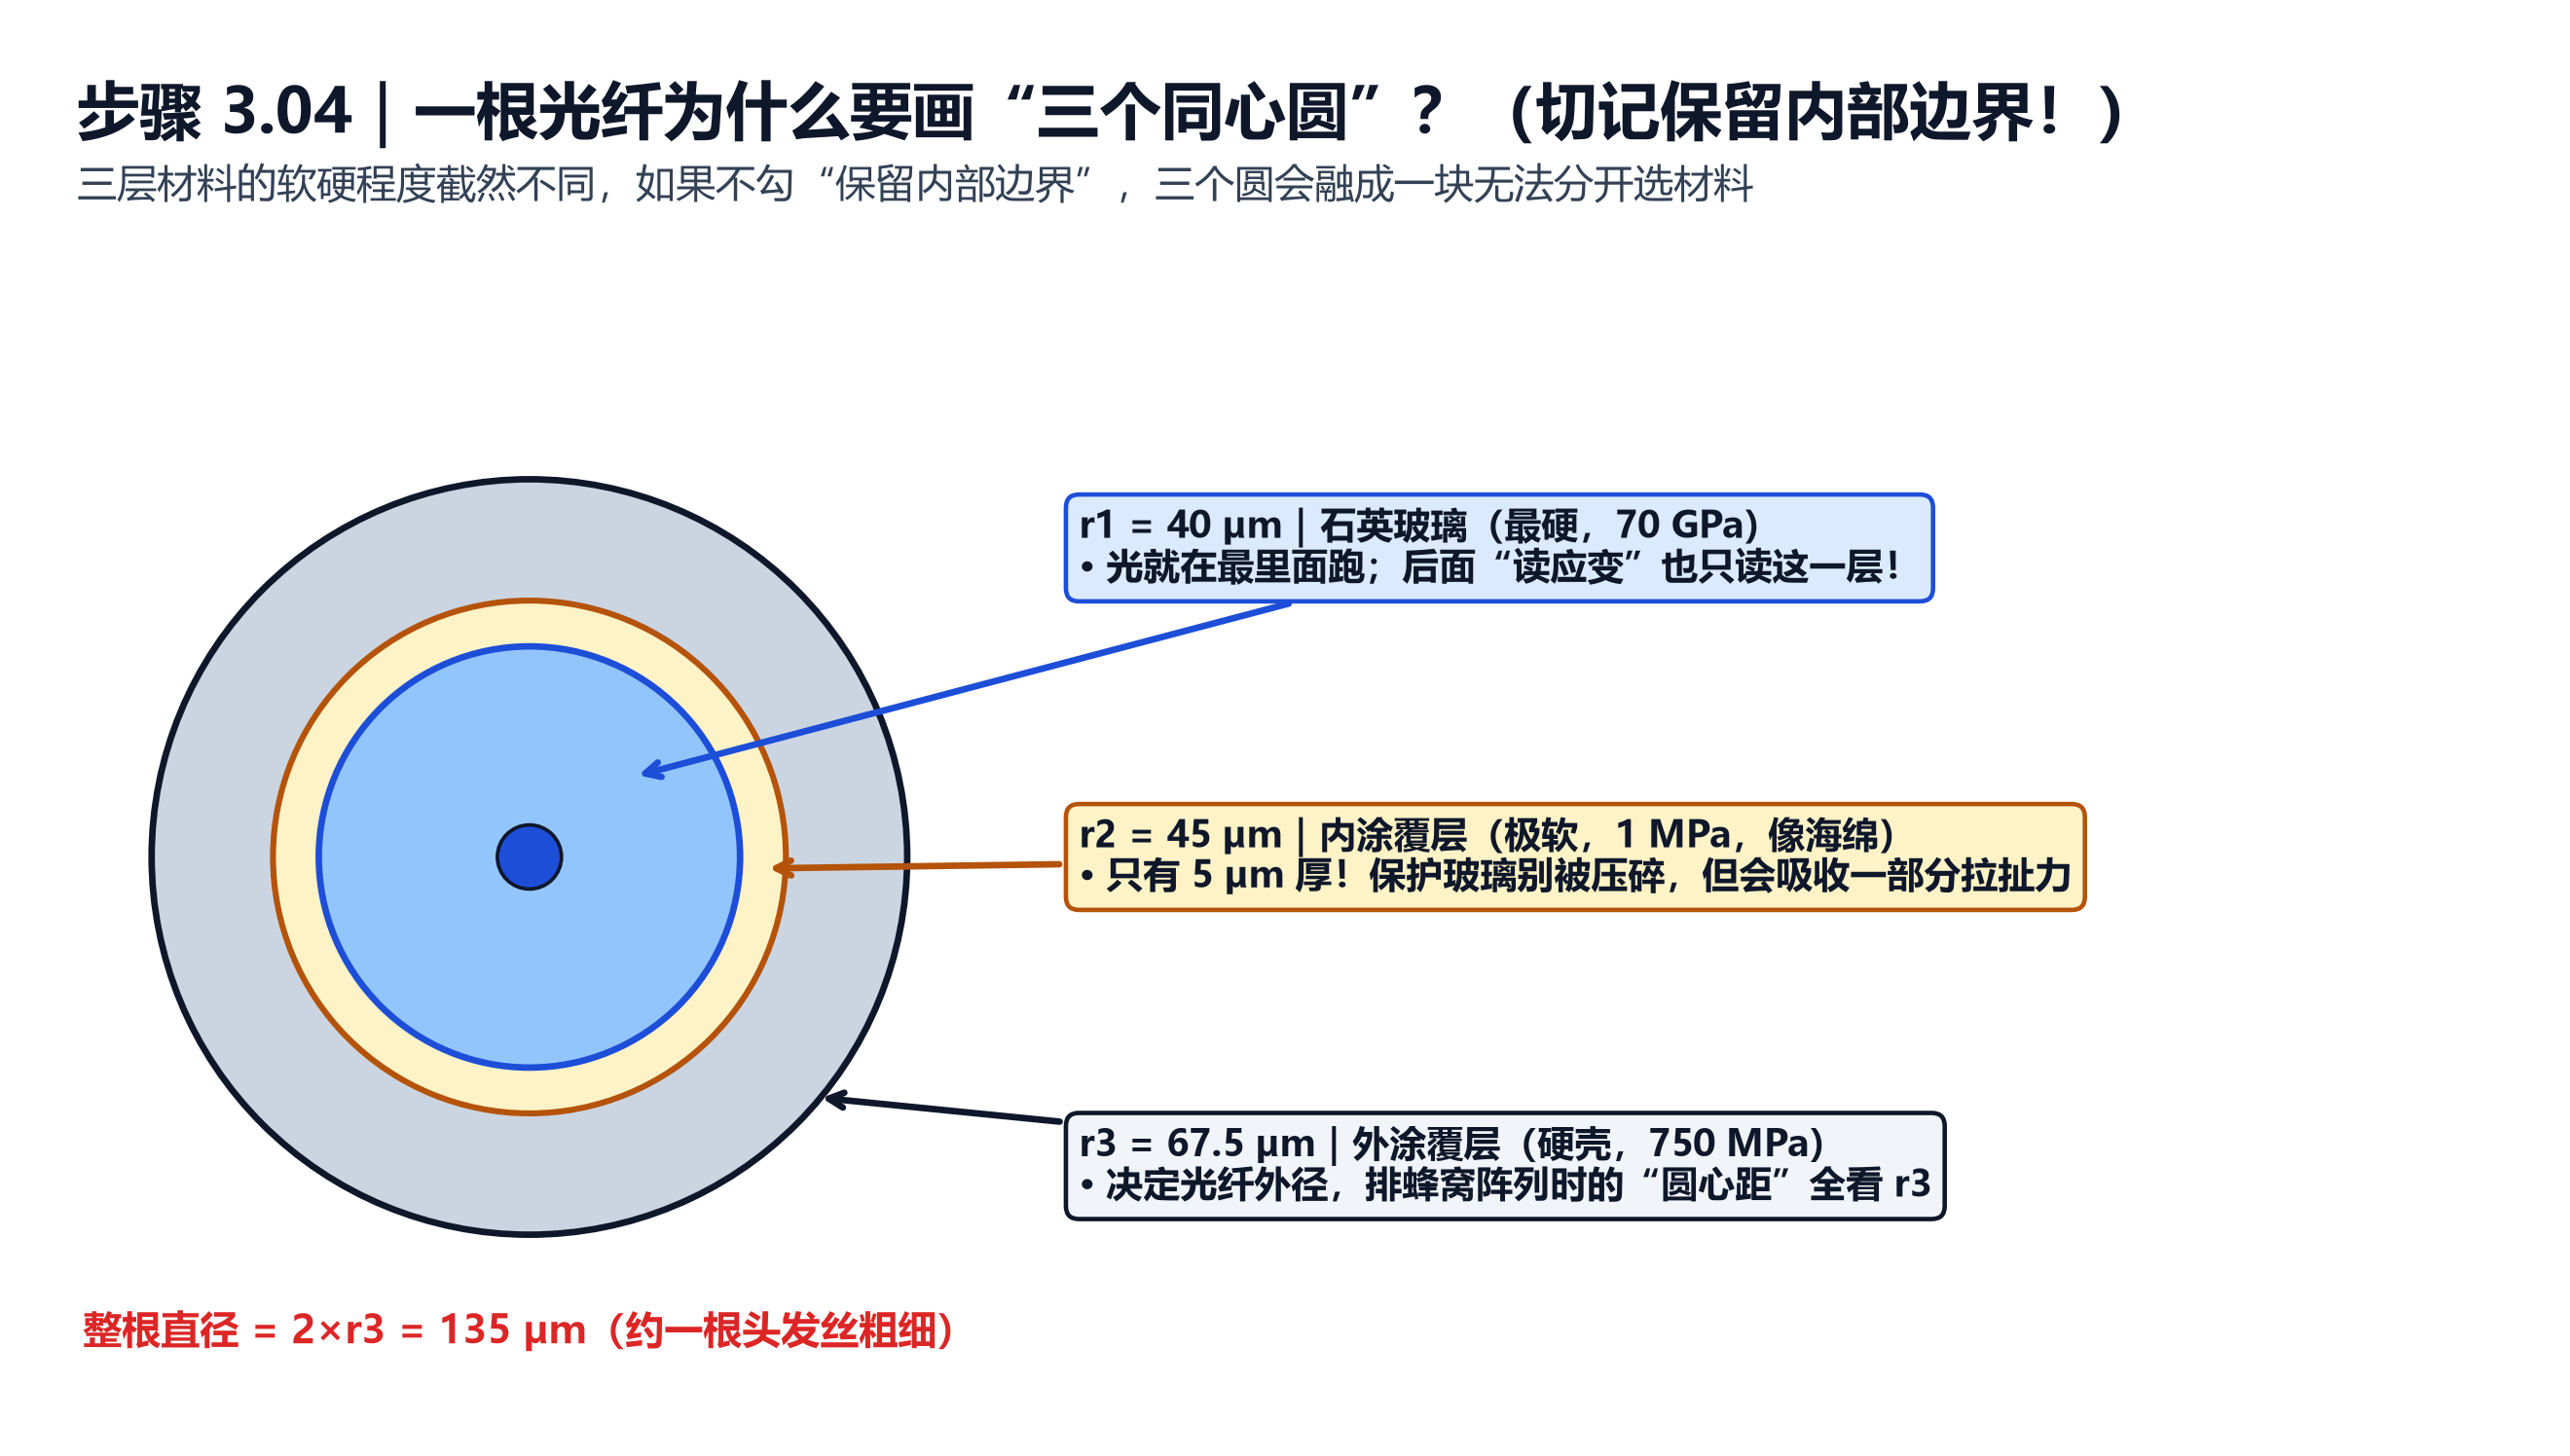 步骤 3.04 | 一根光纤为什么要画“三个同心圆”？（切记保留内部边界！）
三层材料的软硬程度截然不同，如果不勾“保留内部边界”，三个圆会融成一块无法分开选材料
r1 = 40 μm | 石英玻璃（最硬，70 GPa）
• 光就在最里面跑；后面“读应变”也只读这一层！
r2 = 45 μm | 内涂覆层（极软，1 MPa，像海绵）
• 只有 5 μm 厚！保护玻璃别被压碎，但会吸收一部分拉扯力
r3 = 67.5 μm | 外涂覆层（硬壳，750 MPa）
• 决定光纤外径，排蜂窝阵列时的“圆心距”全看 r3
整根直径 = 2×r3 = 135 μm（约一根头发丝粗细）